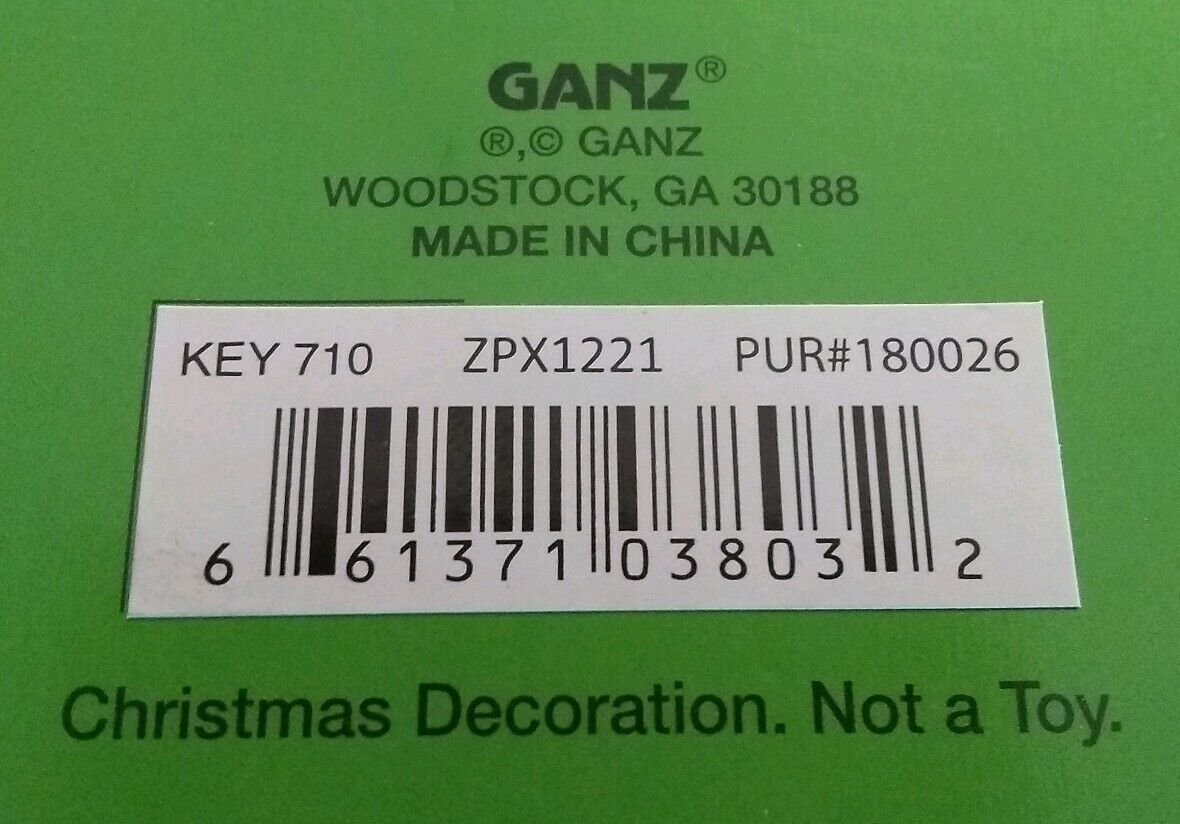 GANZ®
®,© GANZ
WOODSTOCK, GA 30188
MADE IN CHINA
KEY 710 ZPX1221 PUR#180026
6 61371 03803 2
Christmas Decoration. Not a Toy.